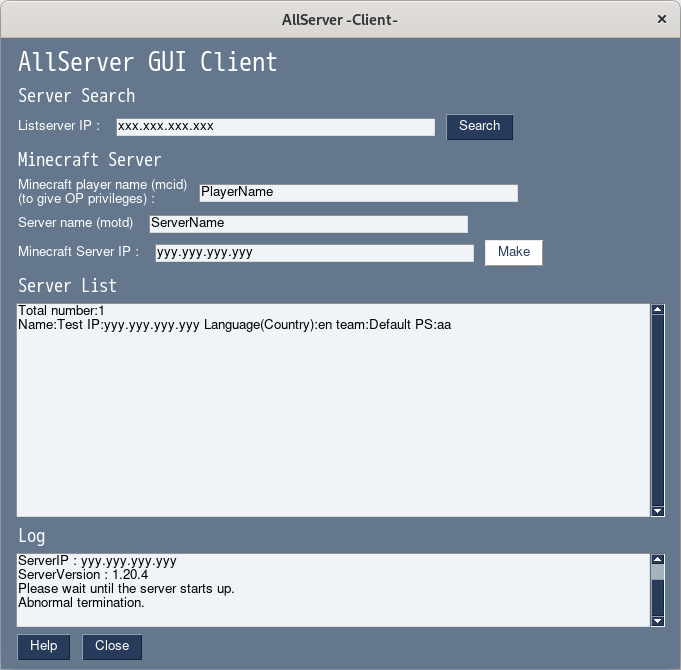 AllServer -Client-
×
AllServer GUI Client
Server Search
Listserver IP :
xxx.xxx.xxx.xxx
Search
Minecraft Server
Minecraft player name (mcid)
(to give OP privileges) :
PlayerName
Server name (motd)
ServerName
Minecraft Server IP :
yyy.yyy.yyy.yyy
Make
Server List
Total number:1
Name:Test IP:yyy.yyy.yyy.yyy Language(Country):en team:Default PS:aa
Log
ServerIP : yyy.yyy.yyy.yyy
ServerVersion : 1.20.4
Please wait until the server starts up.
Abnormal termination.
Help
Close